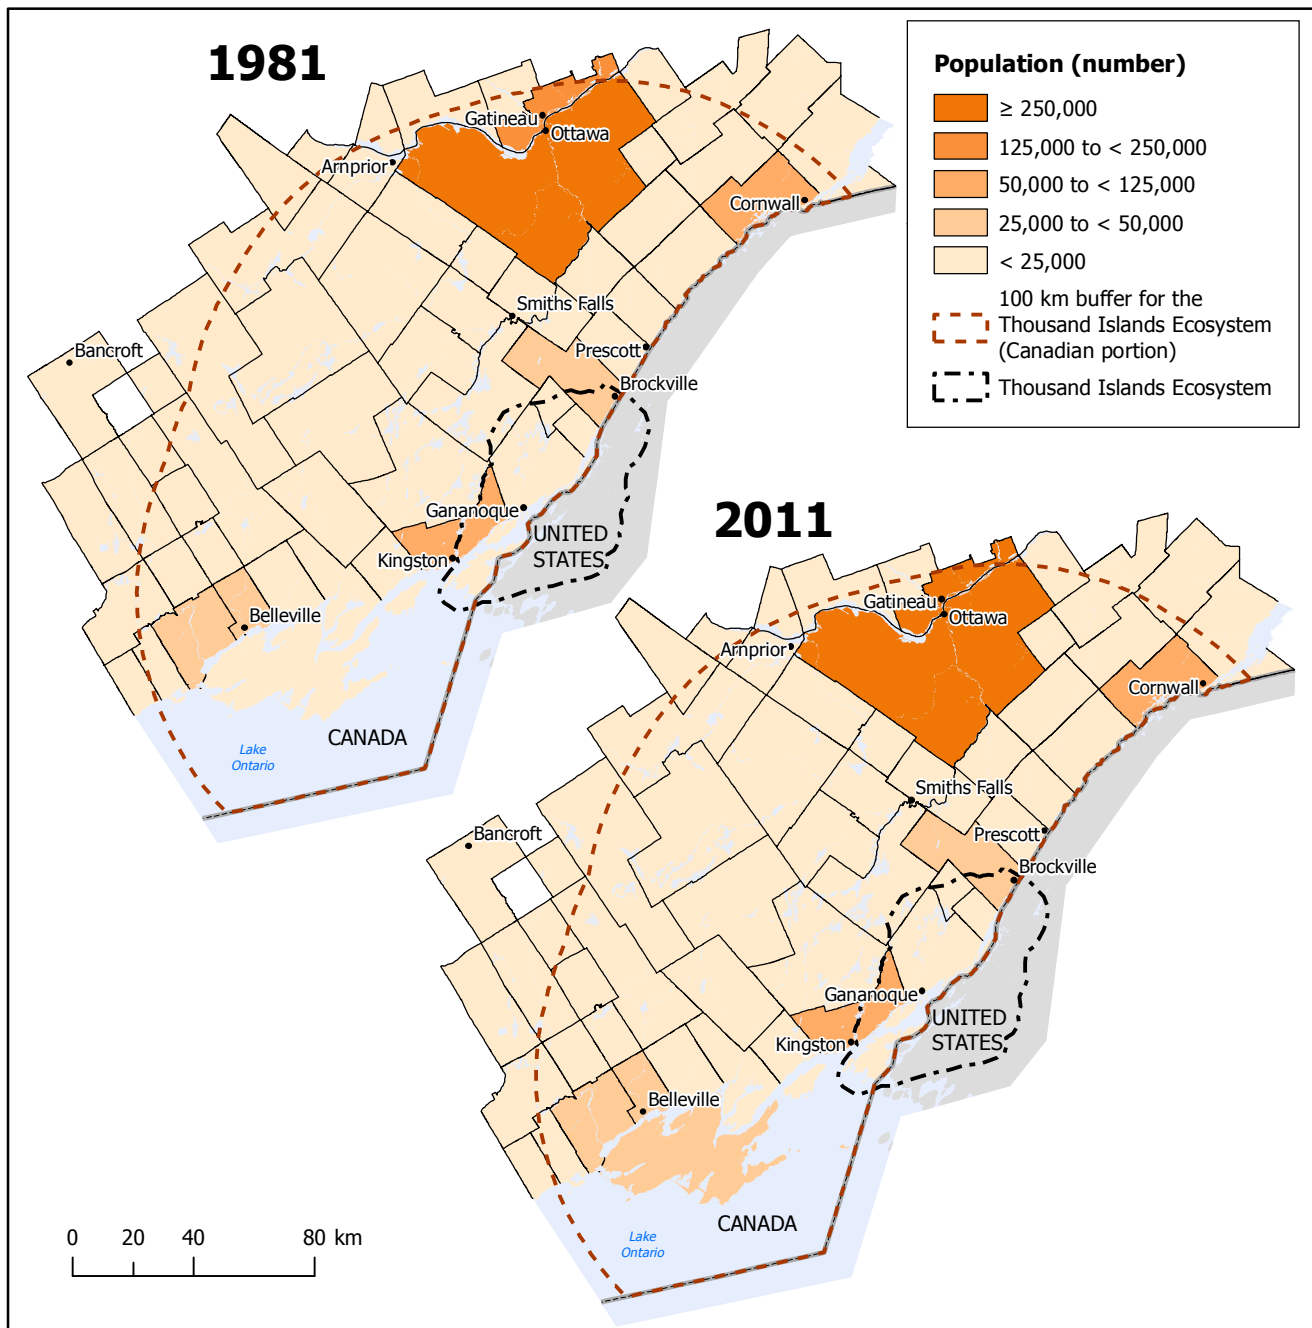 1981
Population (number)
≥ 250,000
125,000 to < 250,000
50,000 to < 125,000
25,000 to < 50,000
< 25,000
100 km buffer for the
Thousand Islands Ecosystem
(Canadian portion)
Thousand Islands Ecosystem
Gatineau
Ottawa
Arnprior
Cornwall
Smiths Falls
Bancroft
Prescott
Brockville
Gananoque
UNITED
STATES
Kingston
Belleville
CANADA
Lake
Ontario
2011
Gatineau
Ottawa
Arnprior
Cornwall
Smiths Falls
Bancroft
Prescott
Brockville
Gananoque
UNITED
STATES
Kingston
Belleville
CANADA
Lake
Ontario
0 20 40 80 km